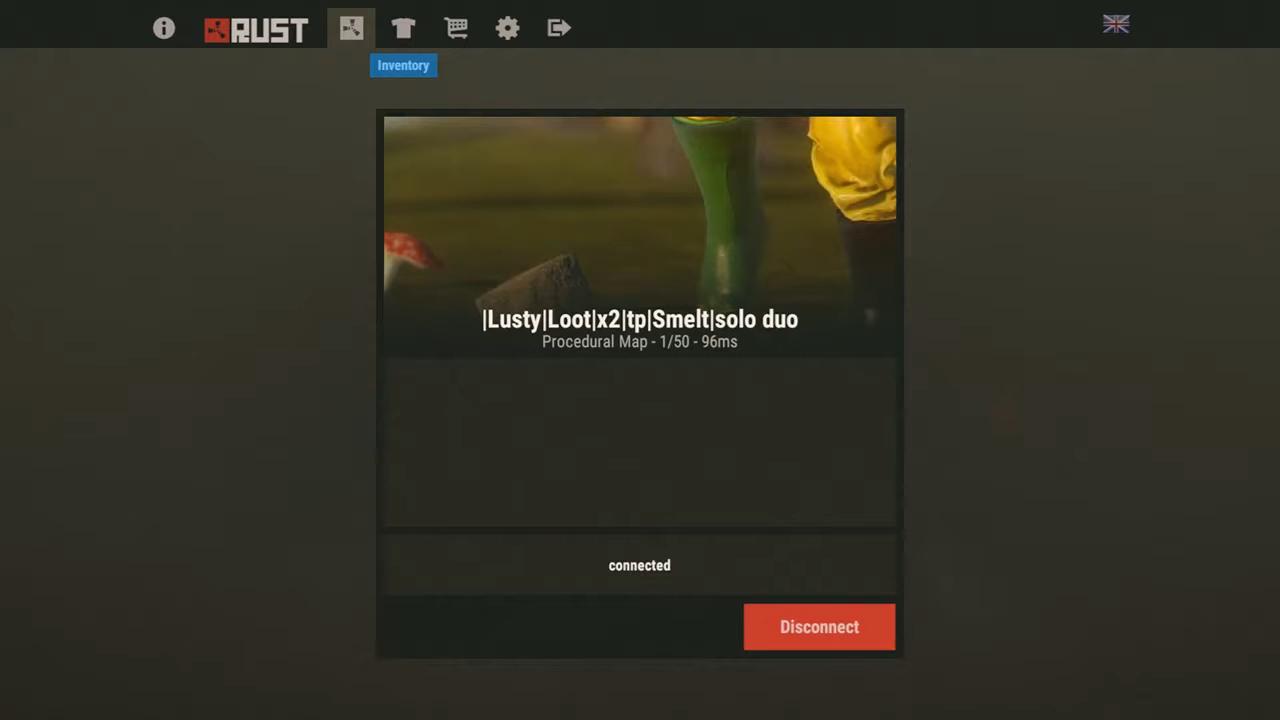 RUST
Inventory
|Lusty|Loot|x2|tp|Smelt|solo duo
Procedural Map - 1/50 - 96ms
connected
Disconnect